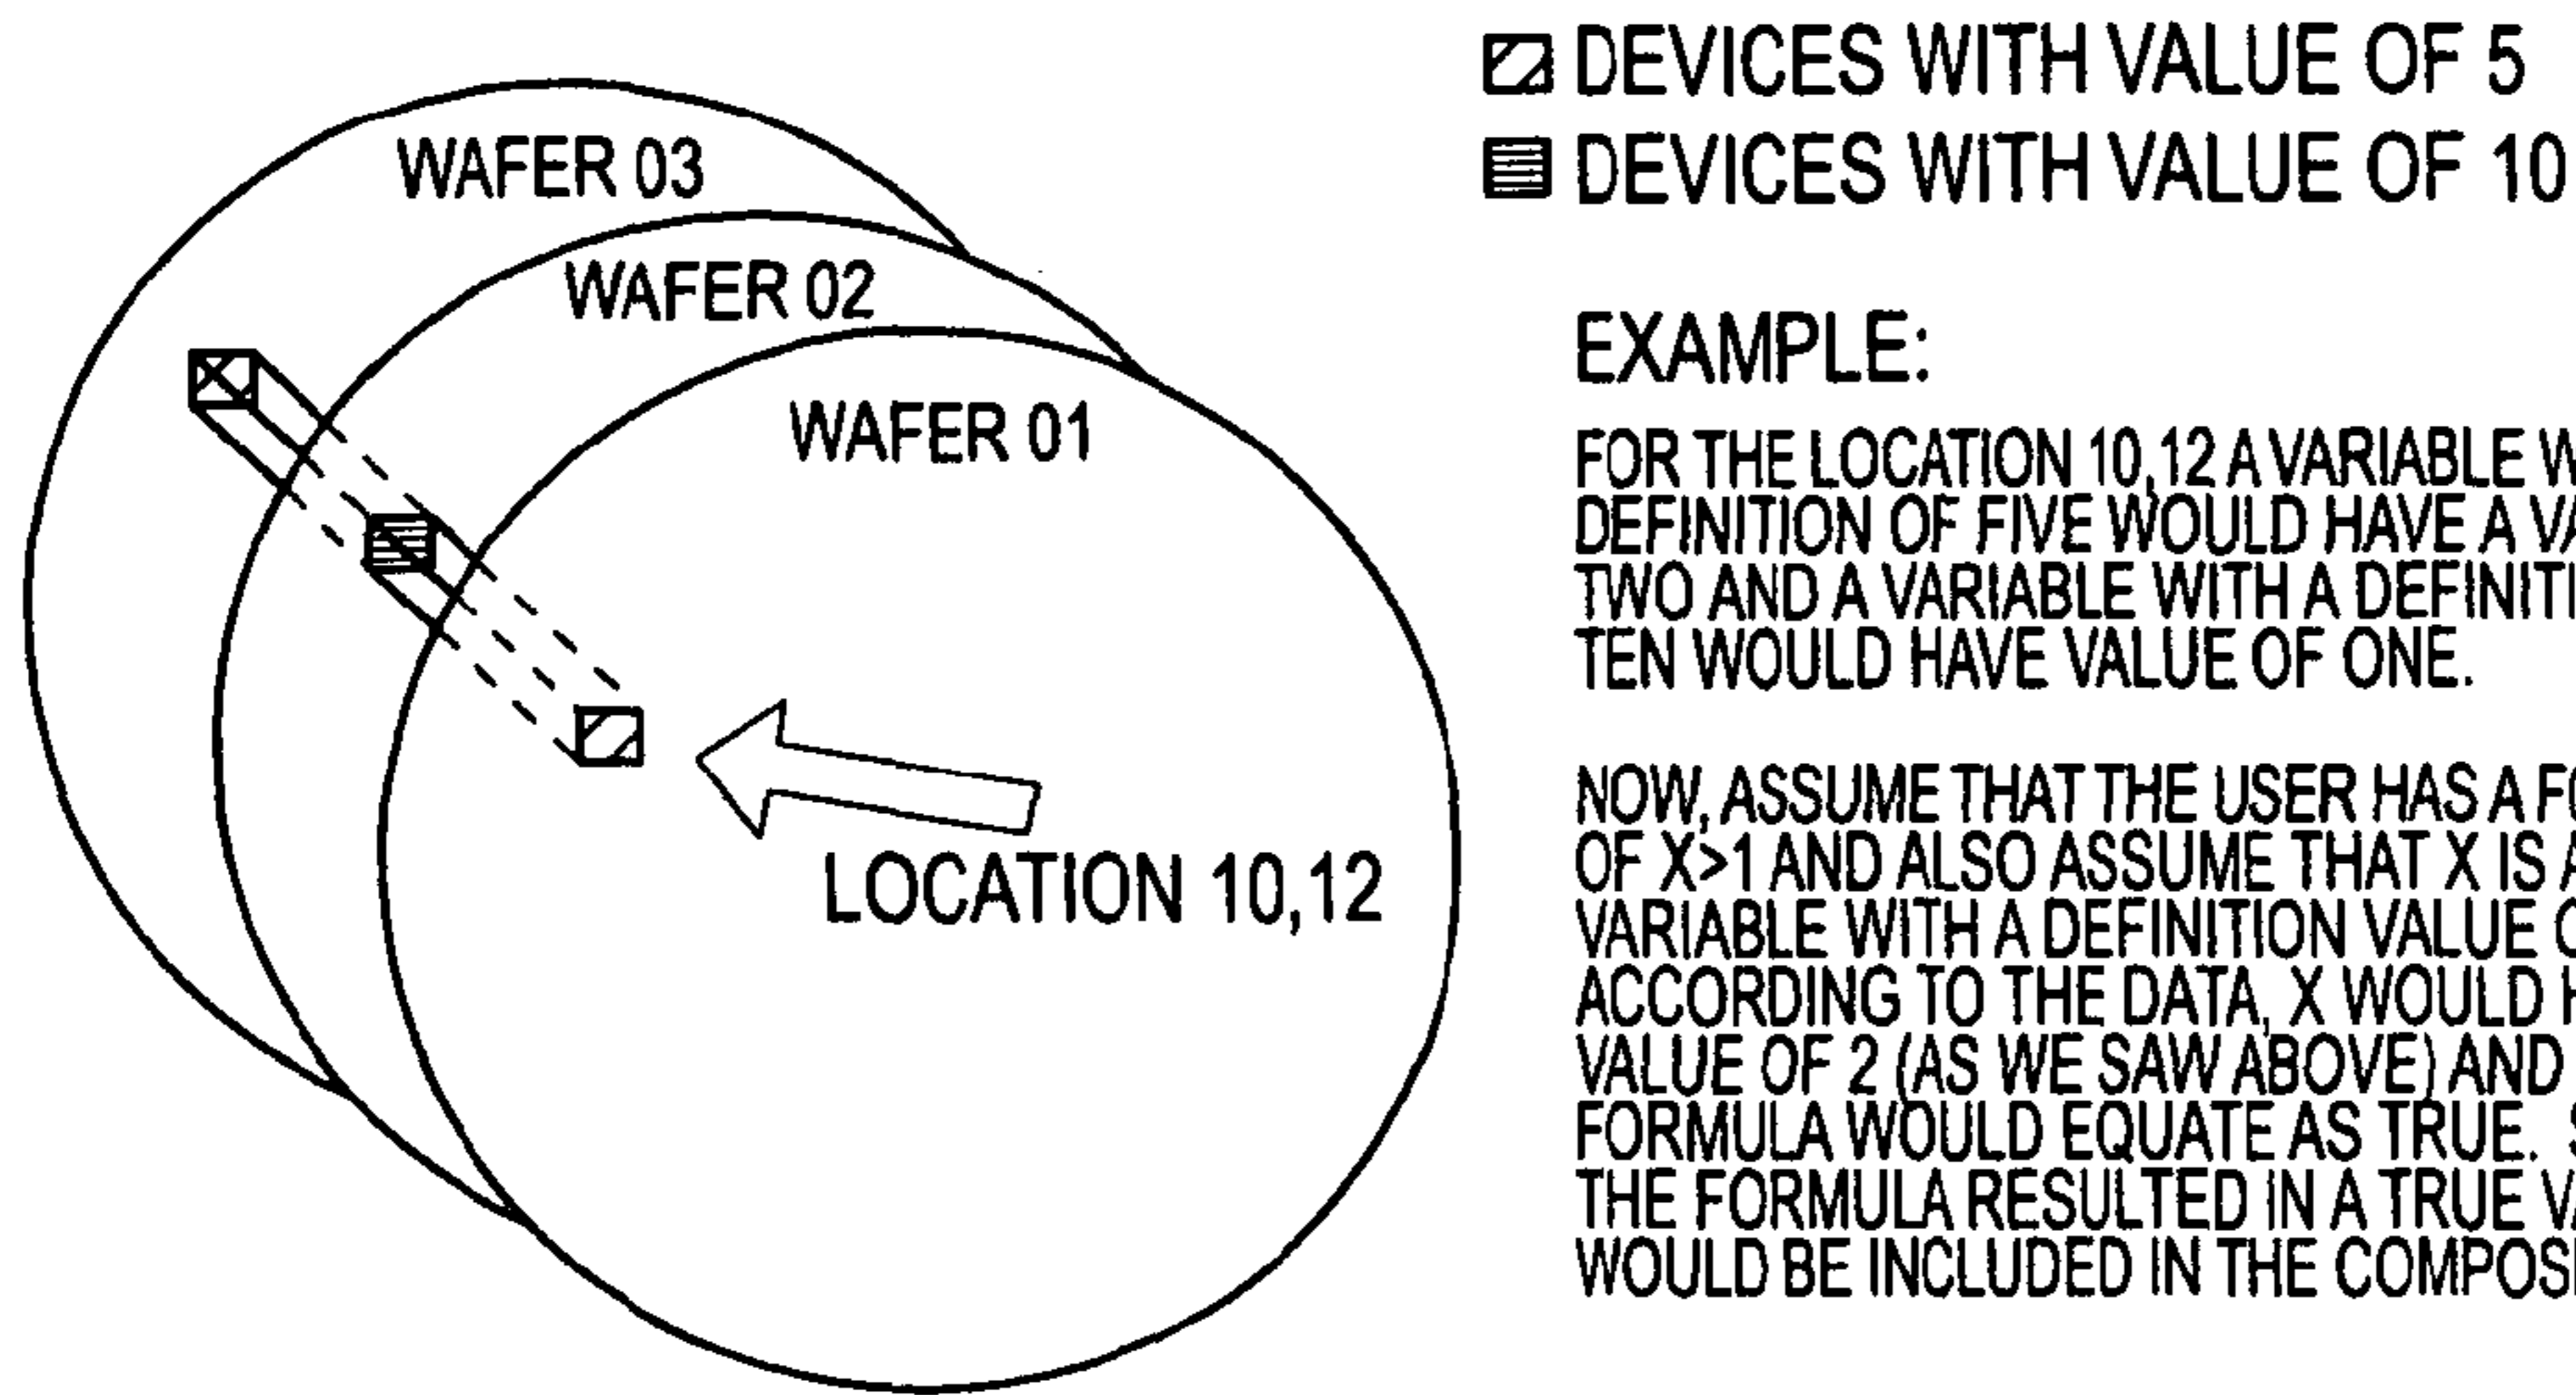 DEVICES WITH VALUE OF 5
DEVICES WITH VALUE OF 10
WAFER 03
WAFER 02
WAFER 01
LOCATION 10,12
EXAMPLE:
FOR THE LOCATION 10,12 A VARIABLE
DEFINITION OF FIVE WOULD HAVE A
TWO AND A VARIABLE WITH A
TEN WOULD HAVE VALUE OF ONE.
NOW, ASSUME THAT THE USER HAS A
OF X>1 AND ALSO ASSUME THAT X IS
VARIABLE WITH A DEFINITION VALUE
ACCORDING TO THE DATA, X WOULD
VALUE OF 2 (AS WE SAW ABOVE) AND
FORMULA WOULD EQUATE AS TRUE.
THE FORMULA RESULTED IN A TRUE
WOULD BE INCLUDED IN THE